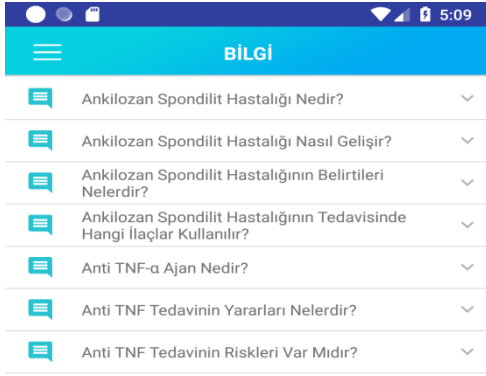 5:09
BİLGİ
Ankilozan Spondilit Hastalığı Nedir?
Ankilozan Spondilit Hastalığı Nasıl Gelişir?
Ankilozan Spondilit Hastalığının Belirtileri
Nelerdir?
Ankilozan Spondilit Hastalığının Tedavisinde
Hangi İlaçlar Kullanılır?
Anti TNF-α Ajan Nedir?
Anti TNF Tedavinin Yararları Nelerdir?
Anti TNF Tedavinin Riskleri Var Mıdır?